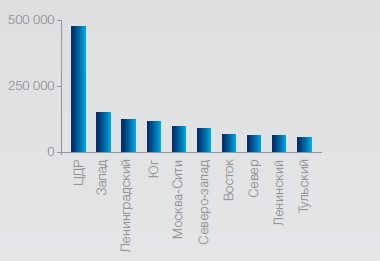 500 000
250 000
0
ЦДР
Запад
Ленинградский
Юг
Москва-Сити
Северо-запад
Восток
Север
Ленинский
Тульский